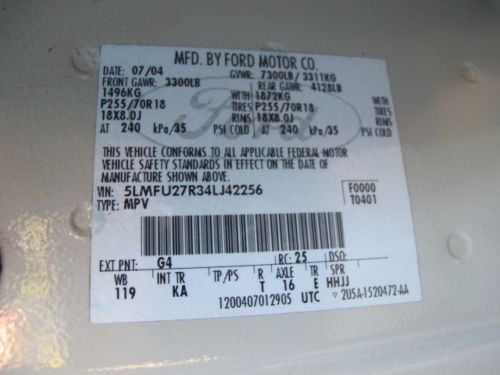 MFD. BY FORD MOTOR CO.
DATE: 07/04 GVWR: 7300LB / 3311KG
FRONT GAWR: 3300LB REAR GAWR: 4128LB
1496KG WITH 1872KG WITH
P255/70R18 TIRES P255/70R18 TIRES
18X8.0J RIMS 18X8.0J RIMS
AT 240 kPa/35 PSI COLD AT 240 kPa/35 PSI COLD
Ford
THIS VEHICLE CONFORMS TO ALL APPLICABLE FEDERAL MOTOR
VEHICLE SAFETY STANDARDS IN EFFECT ON THE DATE OF
MANUFACTURE SHOWN ABOVE.
VIN: 5LMFU27R34LJ42256 F0000
TYPE: MPV T0401
EXT PNT: G4 RC: 25 DSO:
WB INT TR TP/PS R AXLE TR SPR
119 KA T 16 E HHJJ
1200407012905 UTC 2U5A-1520472-AA